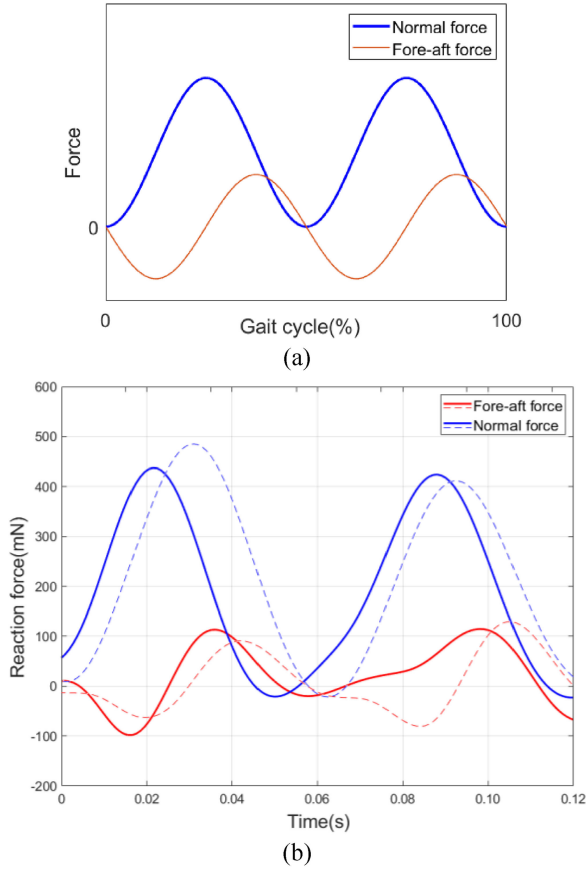 Normal force
Fore-aft force
Force
0
0
100
Gait cycle(%)
(a)
600
500
400
300
200
100
0
-100
-200
Fore-aft force
Normal force
Reaction force(mN)
0
0.02
0.04
0.06
0.08
0.10
0.12
Time(s)
(b)